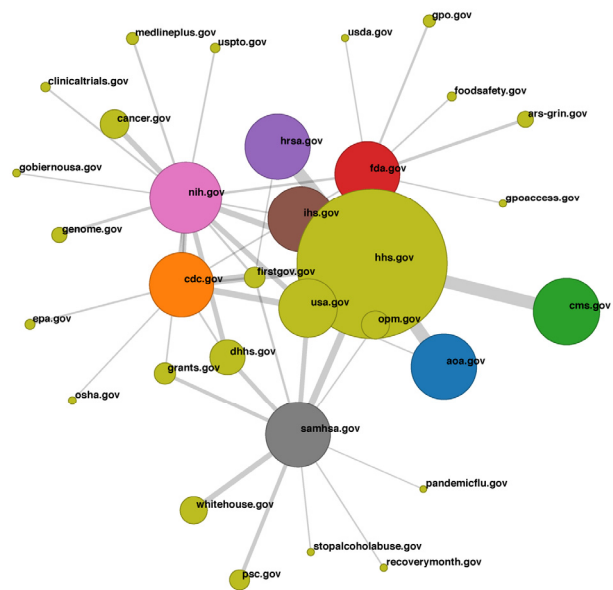 gpo.gov
medlineplus.gov
usda.gov
uspto.gov
clinicaltrials.gov
foodsafety.gov
cancer.gov
ars-grin.gov
hrsa.gov
gobiernousa.gov
fda.gov
nih.gov
gpoaccess.gov
ihs.gov
genome.gov
hhs.gov
firstgov.gov
cdc.gov
usa.gov
cms.gov
opm.gov
epa.gov
dhhs.gov
aoa.gov
grants.gov
osha.gov
samhsa.gov
pandemicflu.gov
whitehouse.gov
stopalcoholabuse.gov
recoverymonth.gov
psc.gov